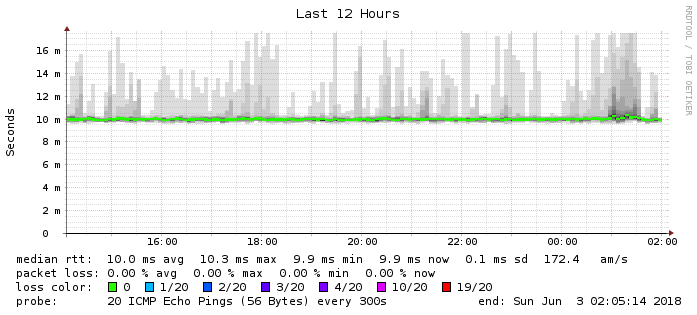 Last 12 Hours
RRDTOOL / TOBI OETIKER
Seconds
16 m
14 m
12 m
10 m
8 m
6 m
4 m
2 m
0
16:00 18:00 20:00 22:00 00:00 02:00
median rtt: 10.0 ms avg 10.3 ms max 9.9 ms min 9.9 ms now 0.1 ms sd 172.4 am/s
packet loss: 0.00 % avg 0.00 % max 0.00 % min 0.00 % now
loss color: 0 1/20 2/20 3/20 4/20 10/20 19/20
probe: 20 ICMP Echo Pings (56 Bytes) every 300s end: Sun Jun 3 02:05:14 2018